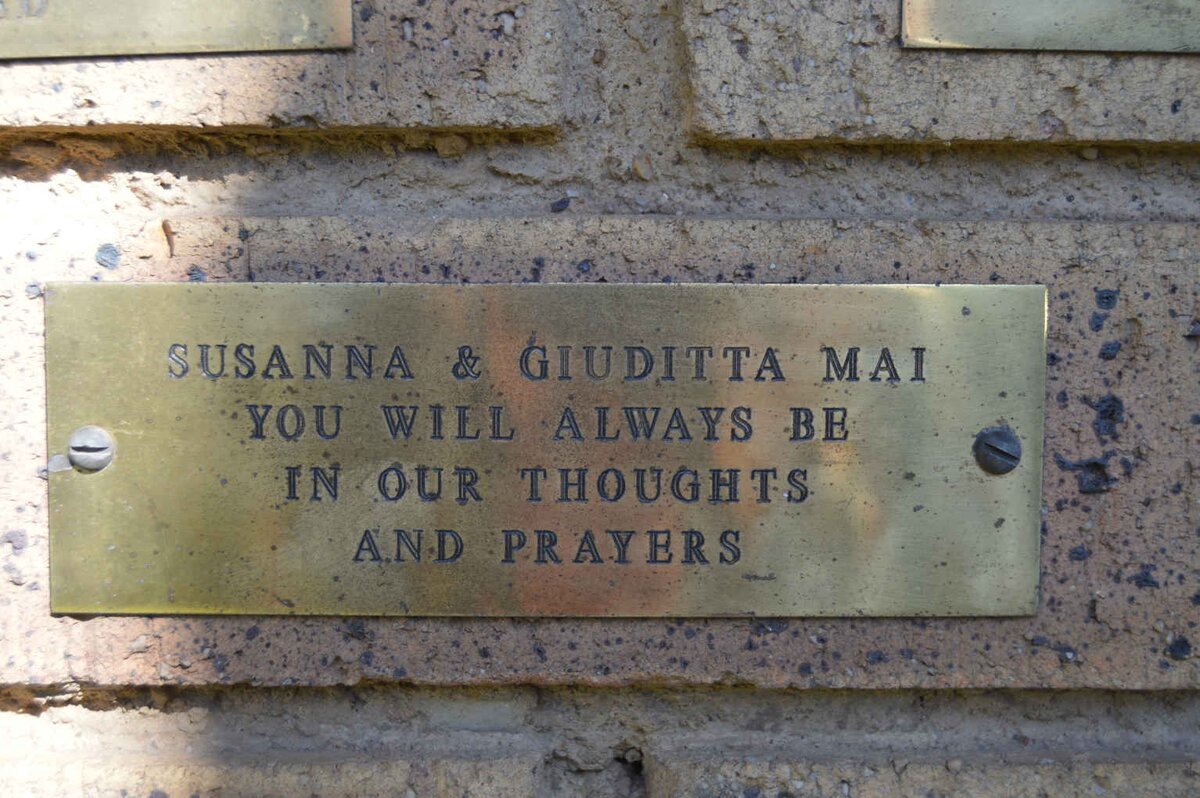 SUSANNA & GIUDITTA MAI
YOU WILL ALWAYS BE
IN OUR THOUGHTS
AND PRAYERS